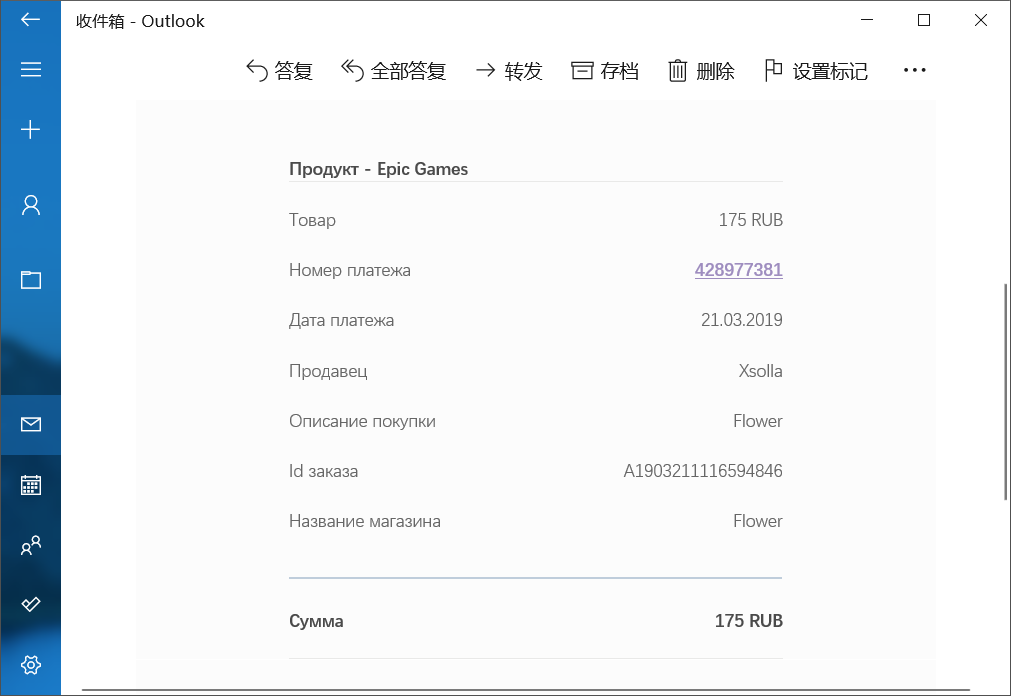 收件箱 - Outlook
答复 全部答复 转发 存档 删除 设置标记
Продукт - Epic Games
Товар 175 RUB
Номер платежа 428977381
Дата платежа 21.03.2019
Продавец Xsolla
Описание покупки Flower
Id заказа A1903211116594846
Название магазина Flower
Сумма 175 RUB